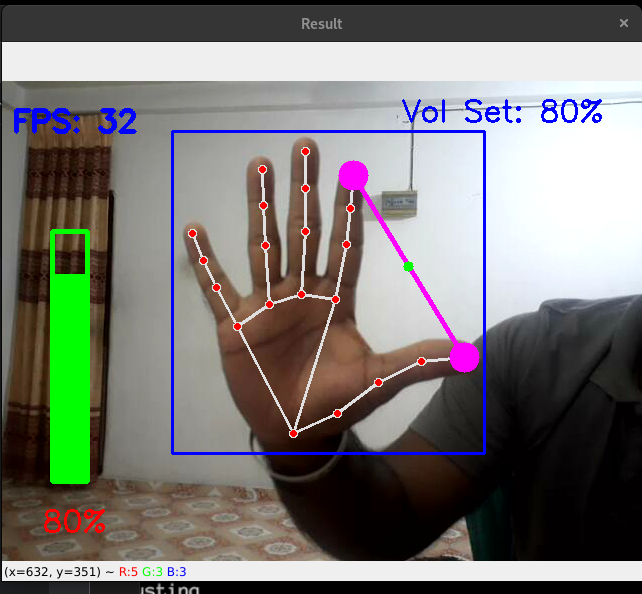 Result
×
FPS: 32
Vol Set: 80%
80%
(x=632, y=351) ~ R:5 G:3 B:3